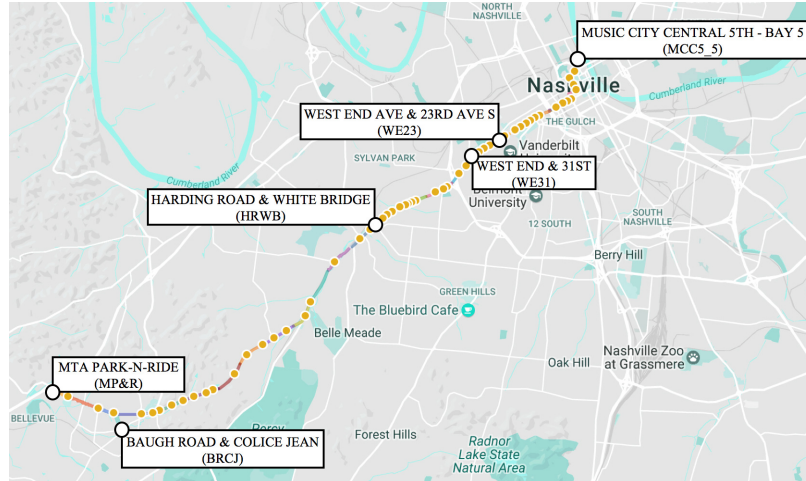 NORTH
NASHVILLE
MUSIC CITY CENTRAL 5TH - BAY 5
(MCC5_5)
Nashville
Cumberland River
WEST END AVE & 23RD AVE S
(WE23)
THE GULCH
Vanderbilt
SYLVAN PARK
WEST END & 31ST
(WE31)
Cumberland River
Belmont
University
HARDING ROAD & WHITE BRIDGE
(HRWB)
12 SOUTH
SOUTH
NASHVILLE
Berry Hill
GREEN HILLS
The Bluebird Cafe
Belle Meade
Nashville Zoo
at Grassmere
Oak Hill
MTA PARK-N-RIDE
(MP&R)
BELLEVUE
BAUGH ROAD & COLICE JEAN
(BRCJ)
Forest Hills
Radnor
Lake State
Natural Area